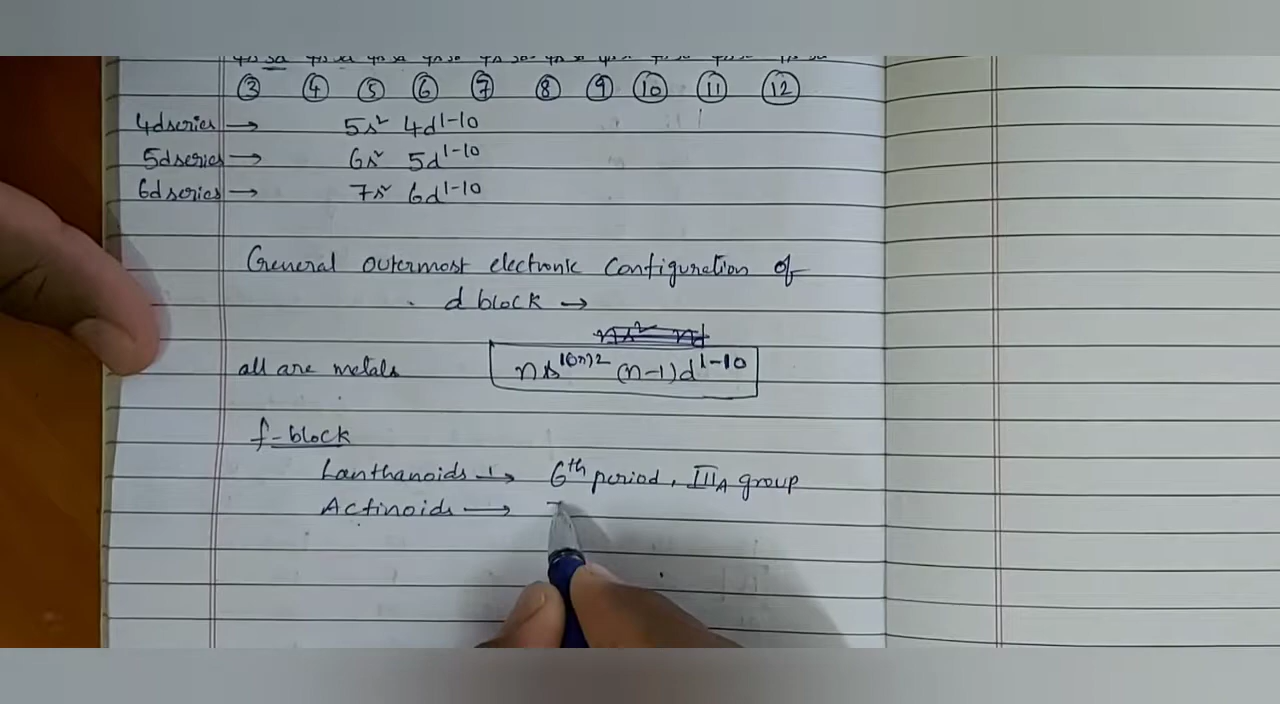 ③ ④ ⑤ ⑥ ⑦ ⑧ ⑨ ⑩ ⑪ ⑫
4d series → 5s² 4d¹⁻¹⁰
5d series → 6s² 5d¹⁻¹⁰
6d series → 7s² 6d¹⁻¹⁰
General outermost electronic configuration of
d block →
all are metals ns¹⁽ᵒʳ⁾² (n-1)d¹⁻¹⁰
f-block
Lanthanoids → 6th period, IIIA group
Actinoids →